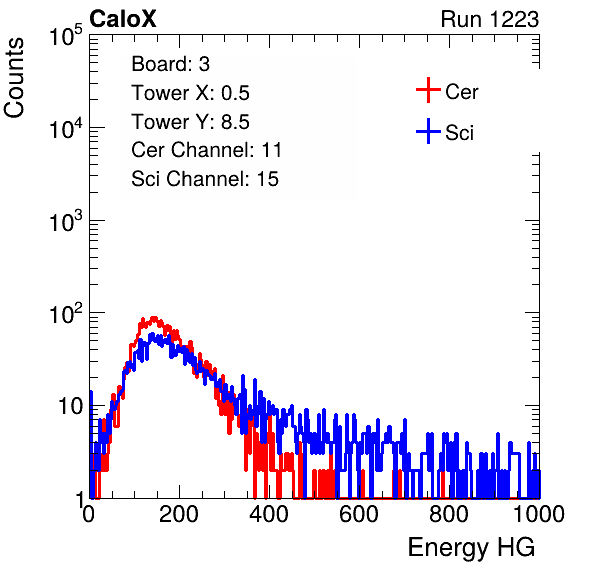 CaloX Run 1223
Counts
10^5
10^4
10^3
10^2
10
1
Board: 3
Tower X: 0.5
Tower Y: 8.5
Cer Channel: 11
Sci Channel: 15
Cer
Sci
0 200 400 600 800 1000
Energy HG